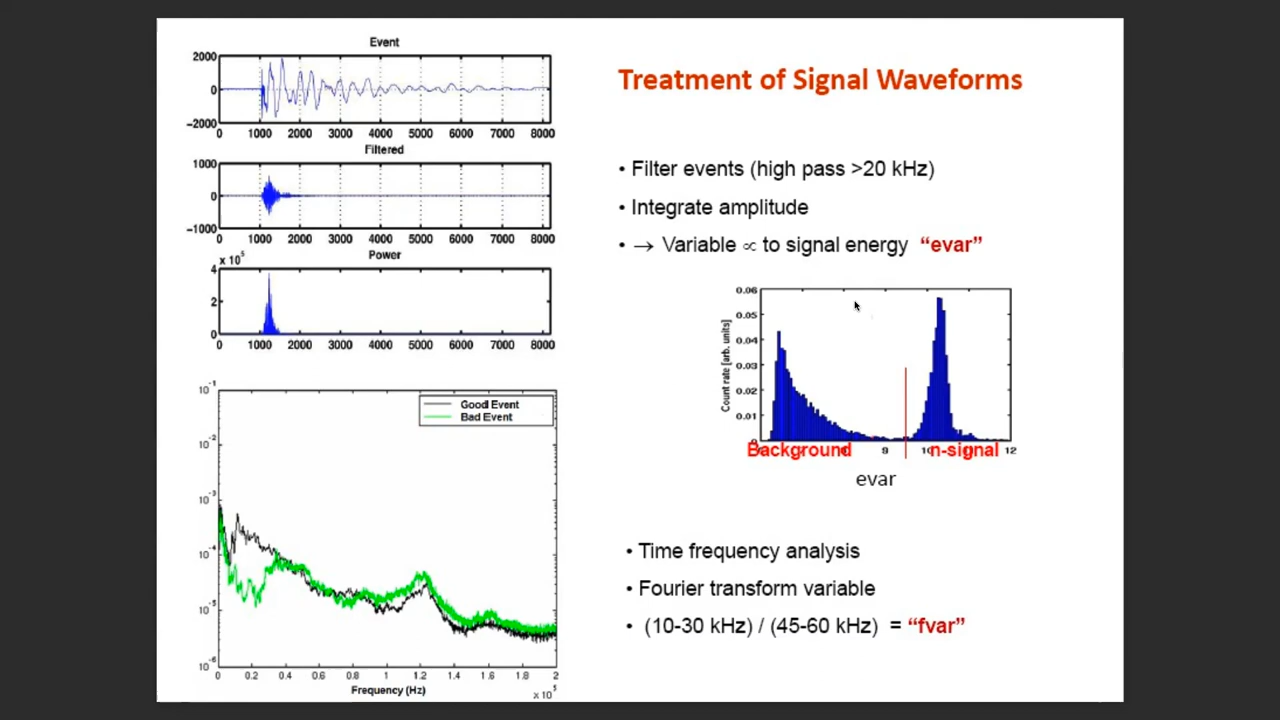 Event
2000
0
−2000
0 1000 2000 3000 4000 5000 6000 7000 8000
Filtered
1000
0
−1000
0 1000 2000 3000 4000 5000 6000 7000 8000
Power
x 10⁵
4
2
0
0 1000 2000 3000 4000 5000 6000 7000 8000
10⁻¹
10⁻²
10⁻³
10⁻⁴
10⁻⁵
10⁻⁶
Good Event
Bad Event
0 0.2 0.4 0.6 0.8 1 1.2 1.4 1.6 1.8 2
Frequency (Hz)
x 10⁵
Treatment of Signal Waveforms
• Filter events (high pass >20 kHz)
• Integrate amplitude
• → Variable ∝ to signal energy “evar”
0.06
0.05
0.04
0.03
0.02
0.01
0
Count rate [arb. units]
Background 9 10 n-signal 12
evar
• Time frequency analysis
• Fourier transform variable
• (10-30 kHz) / (45-60 kHz) = “fvar”